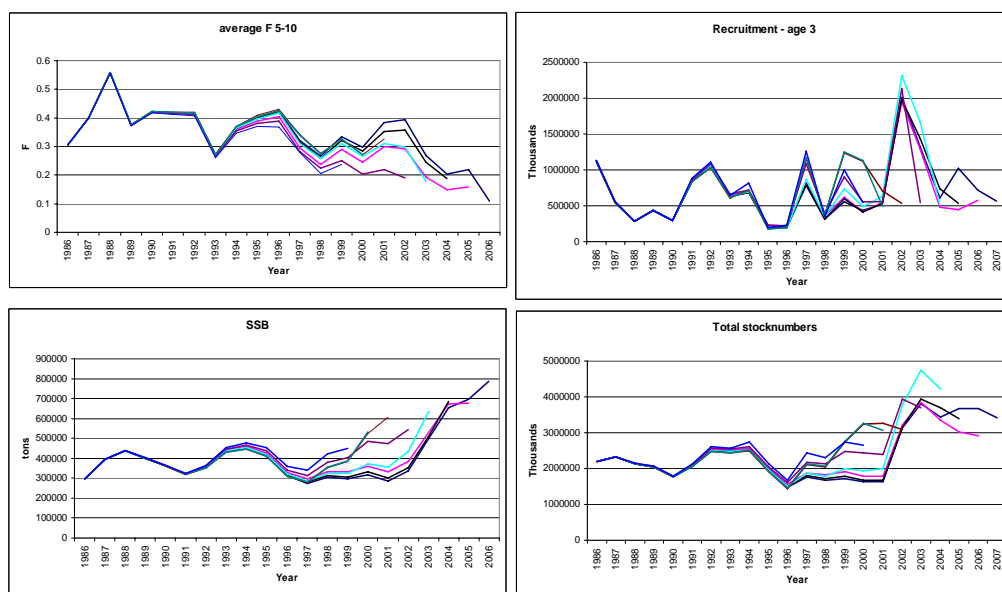 average F 5-10
0.6
0.5
0.4
0.3
0.2
0.1
0
F
1986 1987 1988 1989 1990 1991 1992 1993 1994 1995 1996 1997 1998 1999 2000 2001 2002 2003 2004 2005 2006
Year
Recruitment - age 3
2500000
2000000
1500000
1000000
500000
0
Thousands
1986 1987 1988 1989 1990 1991 1992 1993 1994 1995 1996 1997 1998 1999 2000 2001 2002 2003 2004 2005 2006 2007
Year
SSB
900000
800000
700000
600000
500000
400000
300000
200000
100000
0
tons
1986 1987 1988 1989 1990 1991 1992 1993 1994 1995 1996 1997 1998 1999 2000 2001 2002 2003 2004 2005 2006
Year
Total stocknumbers
5000000
4000000
3000000
2000000
1000000
0
Thousands
1986 1987 1988 1989 1990 1991 1992 1993 1994 1995 1996 1997 1998 1999 2000 2001 2002 2003 2004 2005 2006 2007
Year